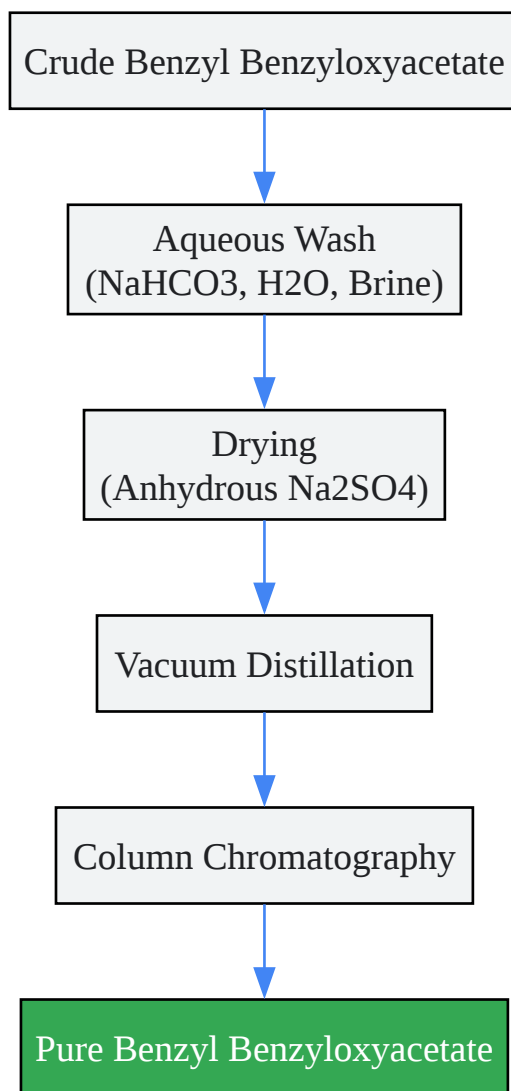 Crude Benzyl Benzyloxyacetate
Aqueous Wash
(NaHCO3, H2O, Brine)
Drying
(Anhydrous Na2SO4)
Vacuum Distillation
Column Chromatography
Pure Benzyl Benzyloxyacetate